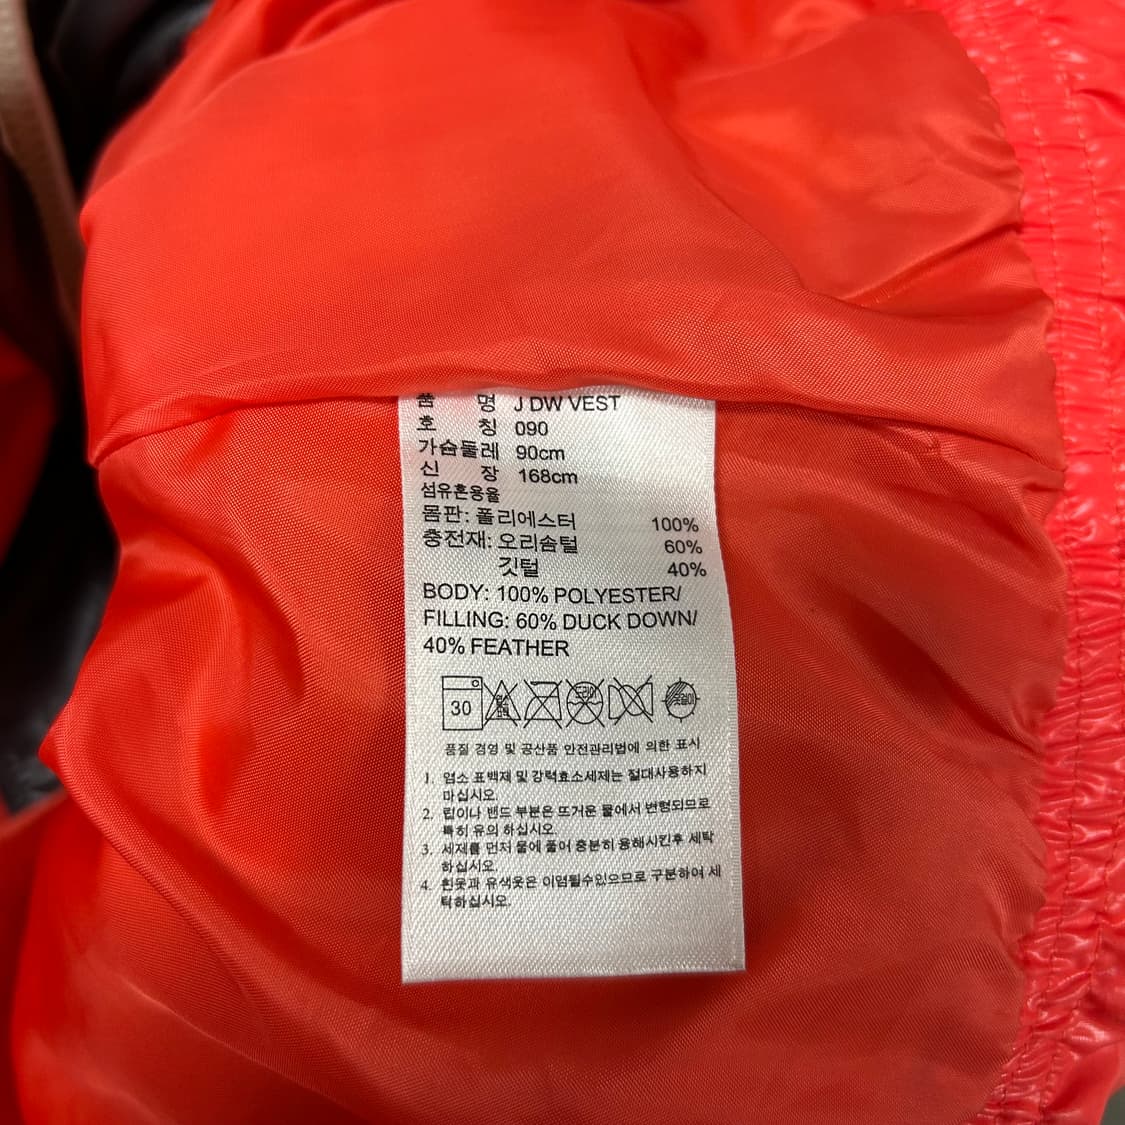 품 명 J DW VEST
호 칭 090
가슴둘레 90cm
신 장 168cm
섬유혼용율
몸판: 폴리에스터 100%
충전재: 오리솜털 60%
깃털 40%
BODY: 100% POLYESTER/
FILLING: 60% DUCK DOWN/
40% FEATHER
30
품질 경영 및 공산품 안전관리법에 의한 표시
1. 염소 표백제 및 강력효소세제는 절대사용하지
마십시오.
2. 립이나 밴드 부분은 뜨거운 물에서 변형되므로
특히 유의 하십시오.
3. 세제를 먼저 물에 풀어 충분히 용해시킨후 세탁
하십시오.
4. 흰옷과 유색옷은 이염될수있으므로 구분하여 세
탁하십시오.